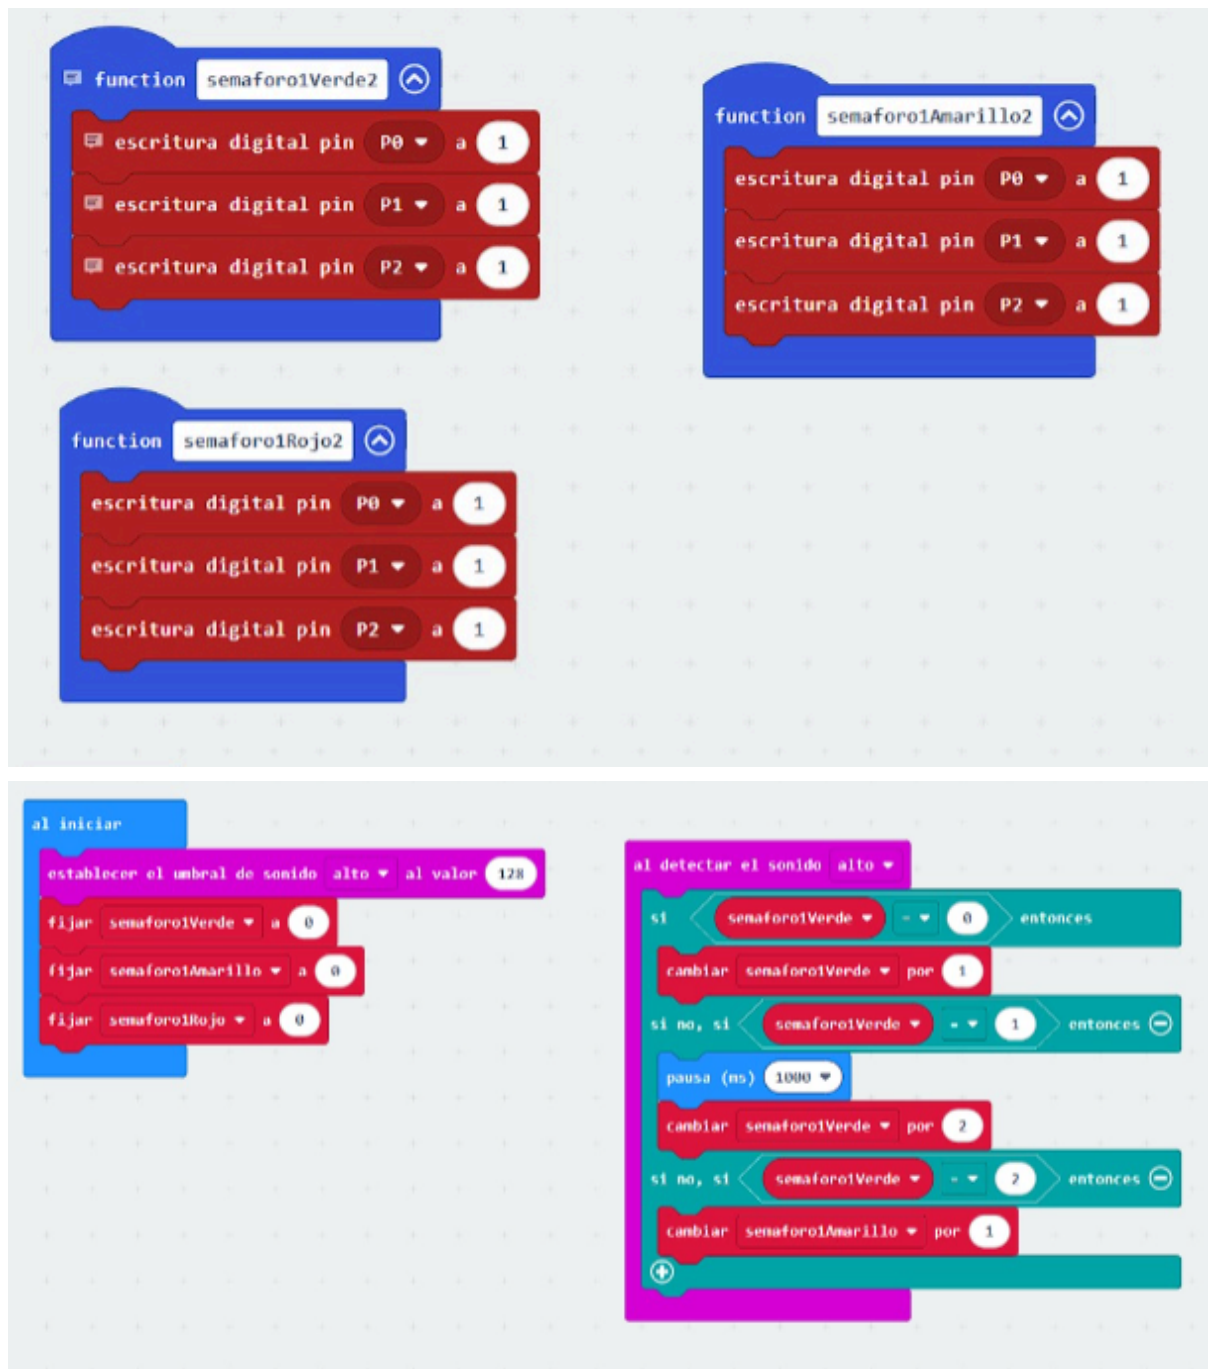 function semaforo1Verde2
escritura digital pin P0 a 1
escritura digital pin P1 a 1
escritura digital pin P2 a 1
function semaforo1Amarillo2
escritura digital pin P0 a 1
escritura digital pin P1 a 1
escritura digital pin P2 a 1
function semaforo1Rojo2
escritura digital pin P0 a 1
escritura digital pin P1 a 1
escritura digital pin P2 a 1
al iniciar
establecer el umbral de sonido alto al valor 128
fijar semaforo1Verde a 0
fijar semaforo1Amarillo a 0
fijar semaforo1Rojo a 0
al detectar el sonido alto
si semaforo1Verde = 0 entonces
cambiar semaforo1Verde por 1
si no, si semaforo1Verde = 1 entonces
pausa (ms) 1000
cambiar semaforo1Verde por 2
si no, si semaforo1Verde = 2 entonces
cambiar semaforo1Amarillo por 1